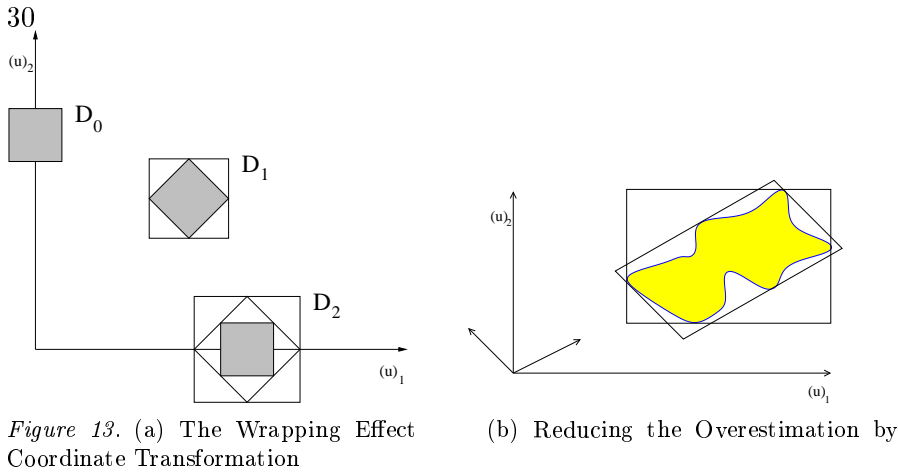 30
(u)2
D0
D1
D2
(u)1
(u)2
(u)1
Figure 13. (a) The Wrapping Effect (b) Reducing the Overestimation by
Coordinate Transformation